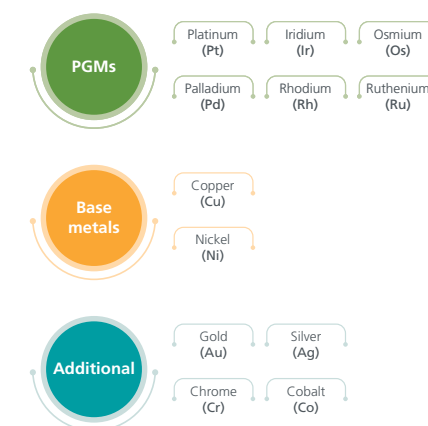 PGMs
Platinum
(Pt)
Iridium
(Ir)
Osmium
(Os)
Palladium
(Pd)
Rhodium
(Rh)
Ruthenium
(Ru)
Base
metals
Copper
(Cu)
Nickel
(Ni)
Additional
Gold
(Au)
Silver
(Ag)
Chrome
(Cr)
Cobalt
(Co)